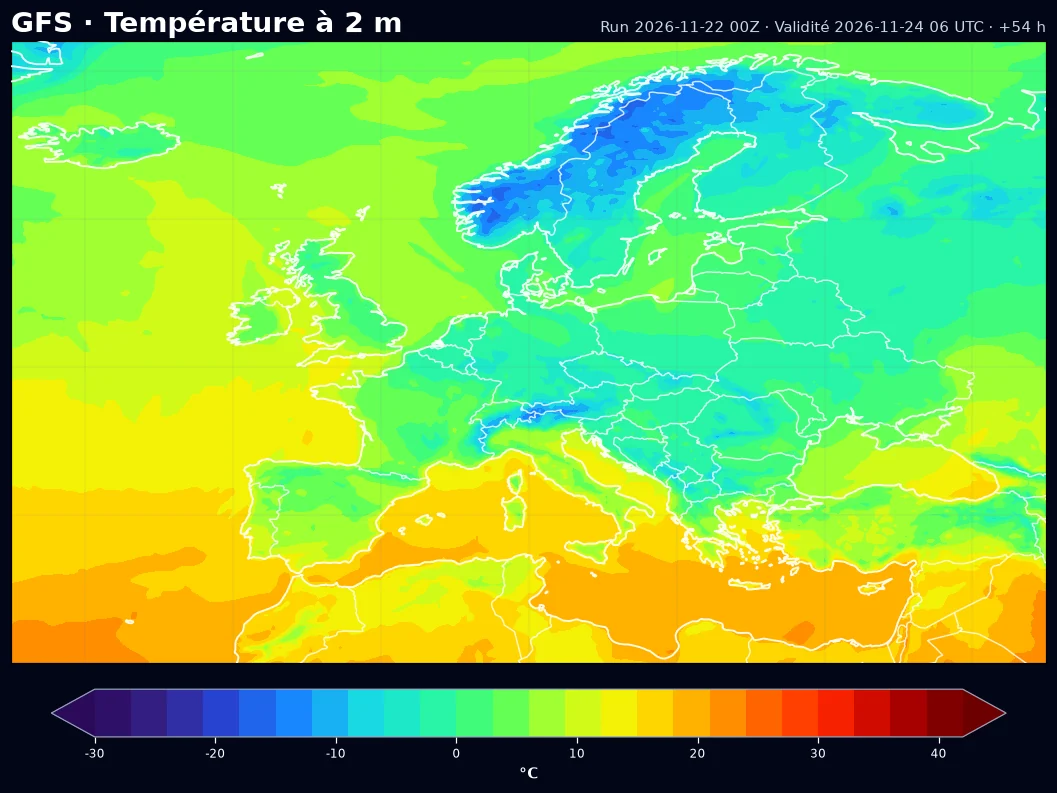 GFS · Température à 2 m
Run 2026-11-22 00Z · Validité 2026-11-24 06 UTC · +54 h
-30 -20 -10 0 10 20 30 40
°C